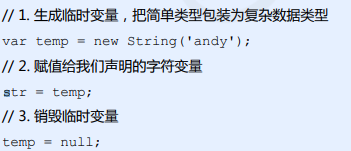 // 1. 生成临时变量，把简单类型包装为复杂数据类型
var temp = new String('andy');
// 2. 赋值给我们声明的字符变量
str = temp;
// 3. 销毁临时变量
temp = null;